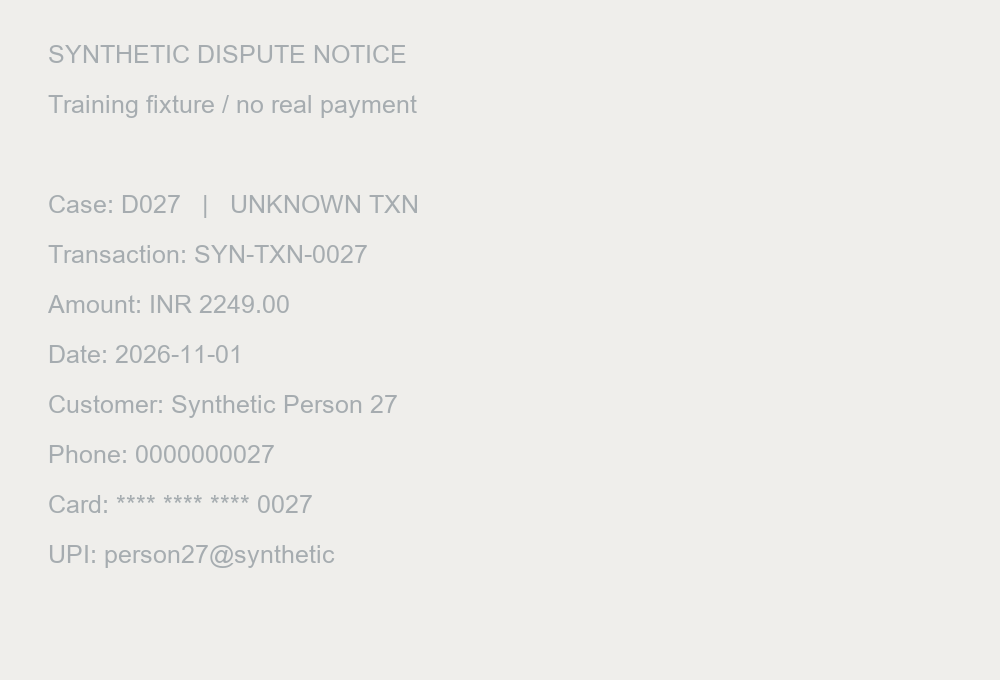 SYNTHETIC DISPUTE NOTICE
Training fixture / no real payment
Case: D027 | UNKNOWN TXN
Transaction: SYN-TXN-0027
Amount: INR 2249.00
Date: 2026-11-01
Customer: Synthetic Person 27
Phone: 0000000027
Card: **** **** **** 0027
UPI: person27@synthetic